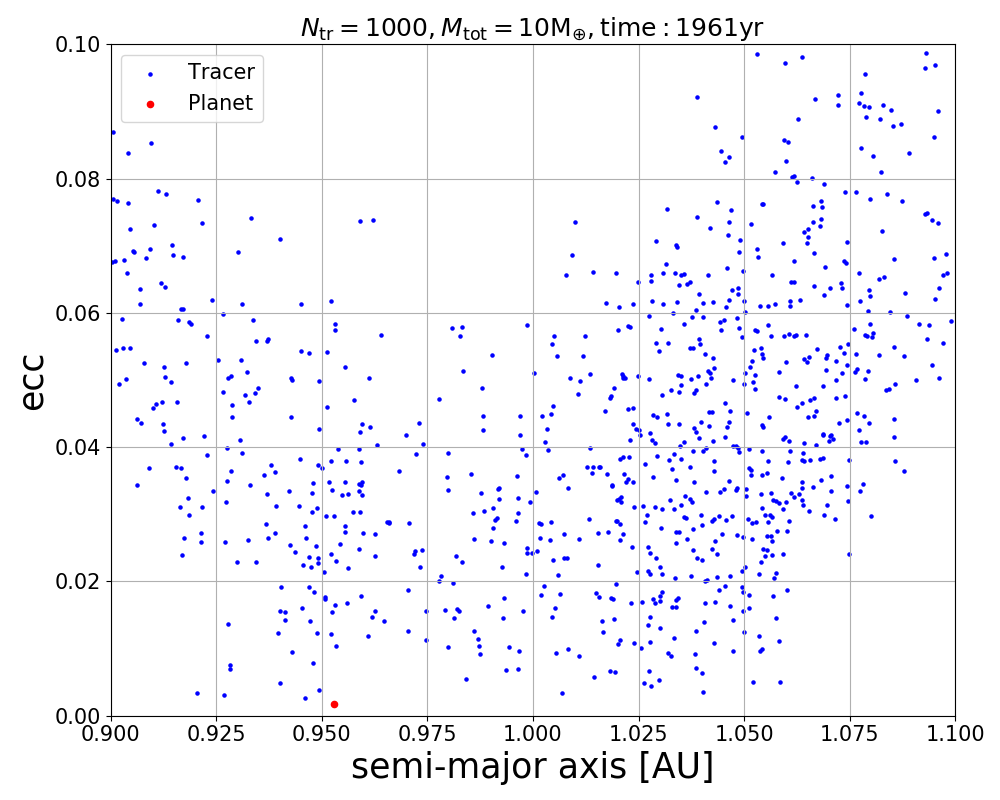 N_tr = 1000, M_tot = 10M_⊕, time : 1961yr
0.10
Tracer
Planet
0.08
0.06
ecc
0.04
0.02
0.00
0.900 0.925 0.950 0.975 1.000 1.025 1.050 1.075 1.100
semi-major axis [AU]